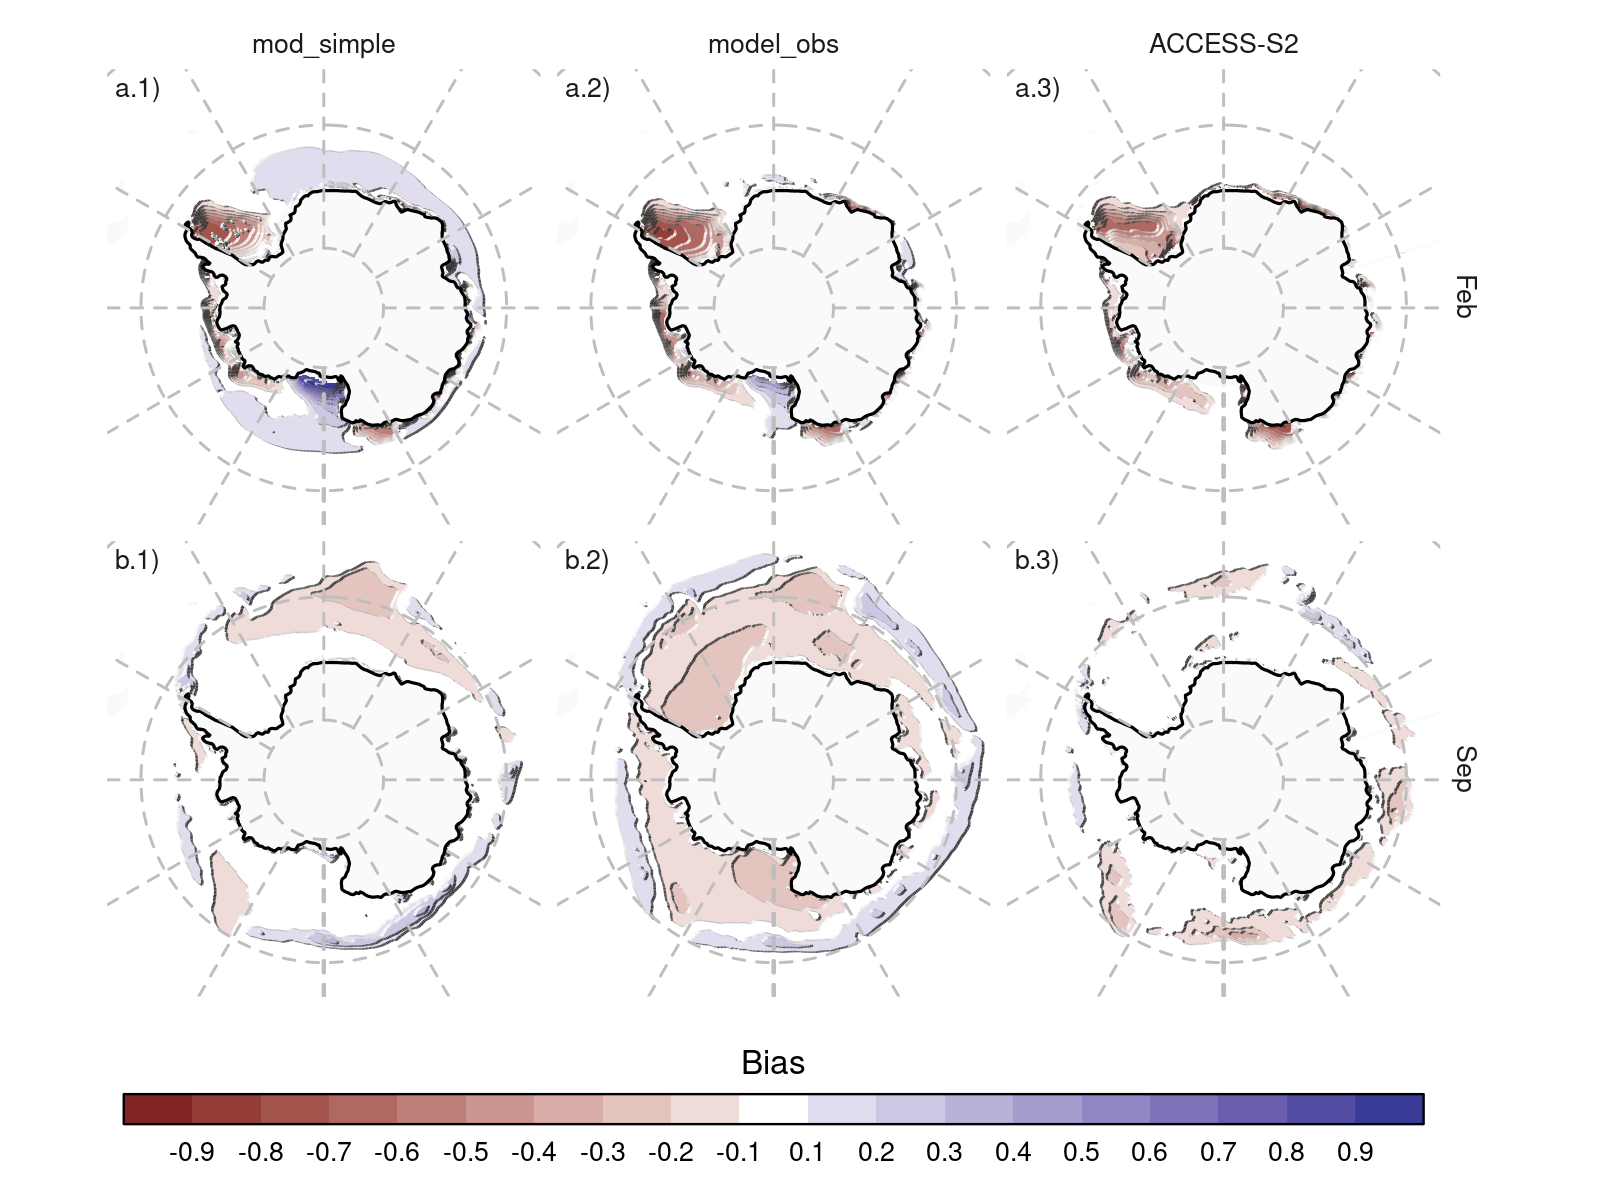 mod_simple model_obs ACCESS-S2
a.1) a.2) a.3)
Feb
b.1) b.2) b.3)
Sep
Bias
-0.9 -0.8 -0.7 -0.6 -0.5 -0.4 -0.3 -0.2 -0.1 0.1 0.2 0.3 0.4 0.5 0.6 0.7 0.8 0.9